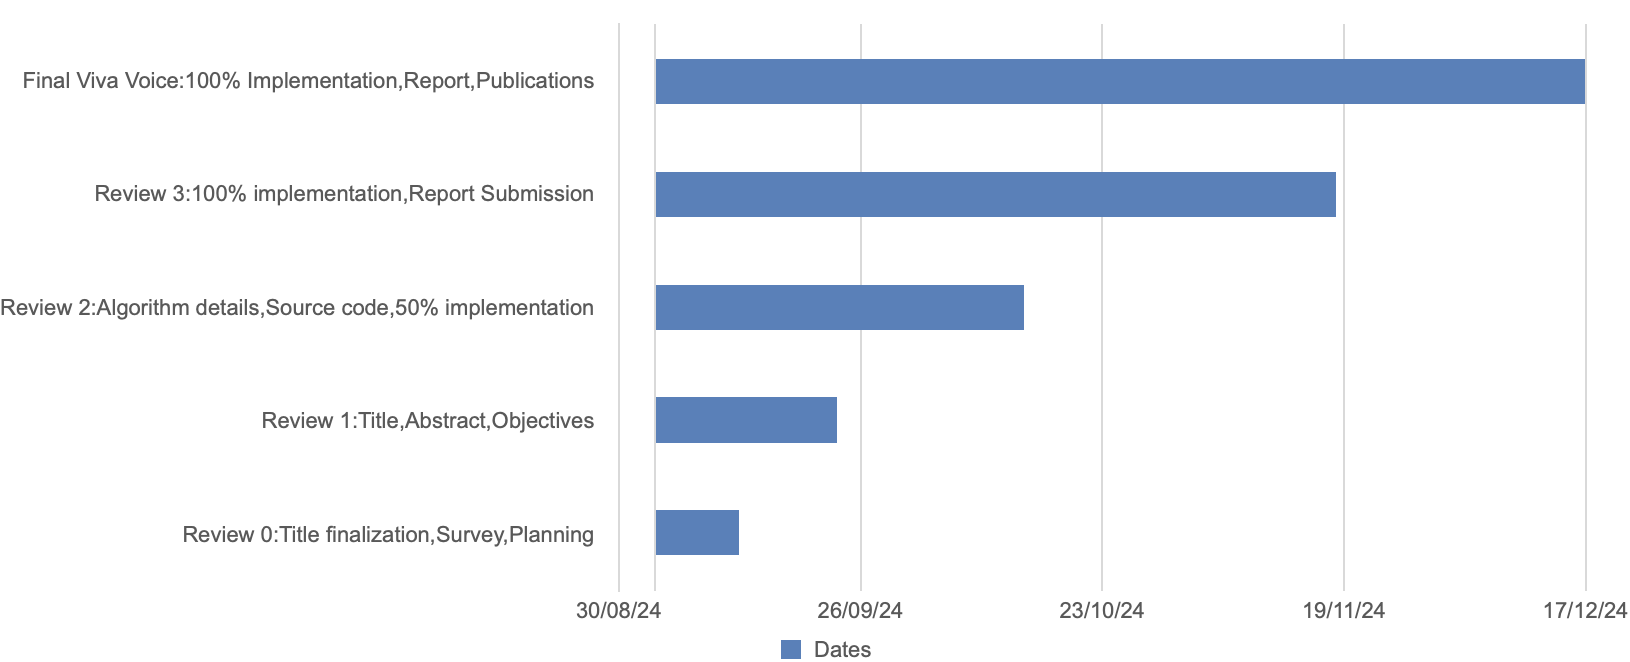 Final Viva Voice:100% Implementation,Report,Publications
Review 3:100% implementation,Report Submission
Review 2:Algorithm details,Source code,50% implementation
Review 1:Title,Abstract,Objectives
Review 0:Title finalization,Survey,Planning
30/08/24 26/09/24 23/10/24 19/11/24 17/12/24
Dates